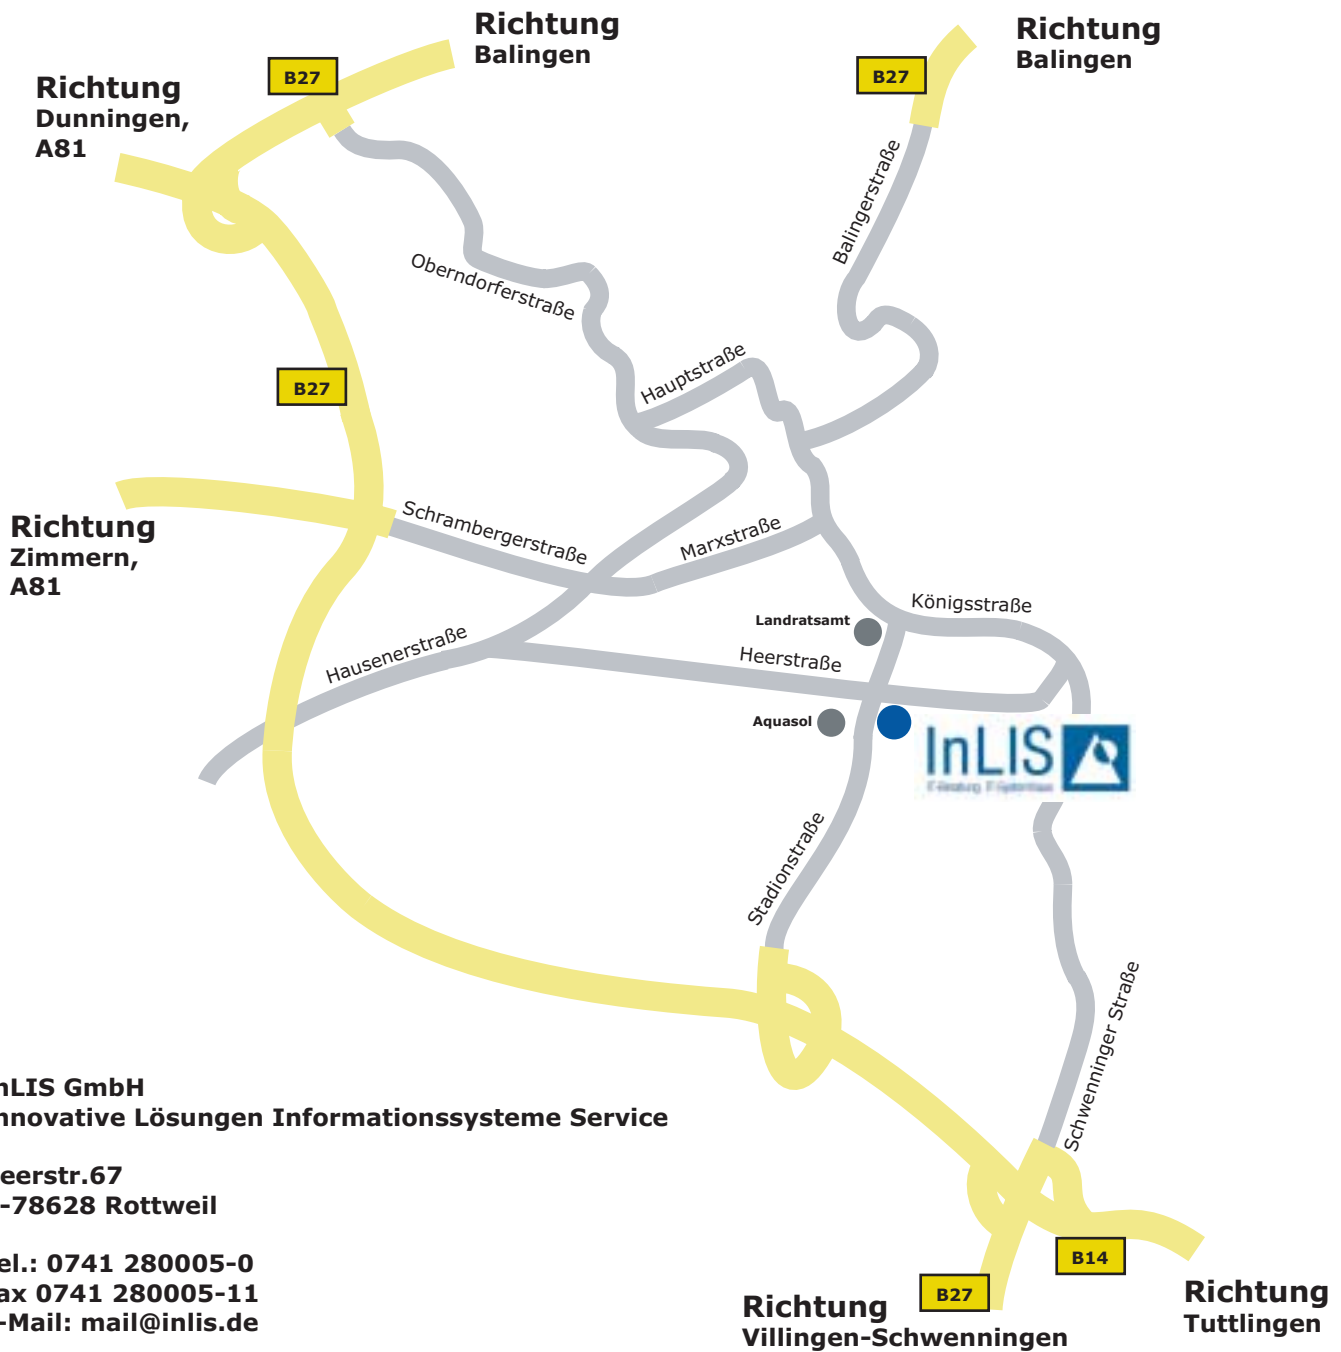 Richtung
Balingen
Richtung
Balingen
B27
B27
Richtung
Dunningen,
A81
Balingerstraße
Oberndorferstraße
Hauptstraße
B27
Schrambergerstraße
Marxstraße
Richtung
Zimmern,
A81
Königsstraße
Landratsamt
Hausenerstraße
Heerstraße
Aquasol
InLIS
Stadionstraße
Schwenninger Straße
nLIS GmbH
nnovative Lösungen Informationssysteme Service
eerstr.67
-78628 Rottweil
el.: 0741 280005-0
ax 0741 280005-11
-Mail: mail@inlis.de
B14
B27
Richtung
Villingen-Schwenningen
Richtung
Tuttlingen